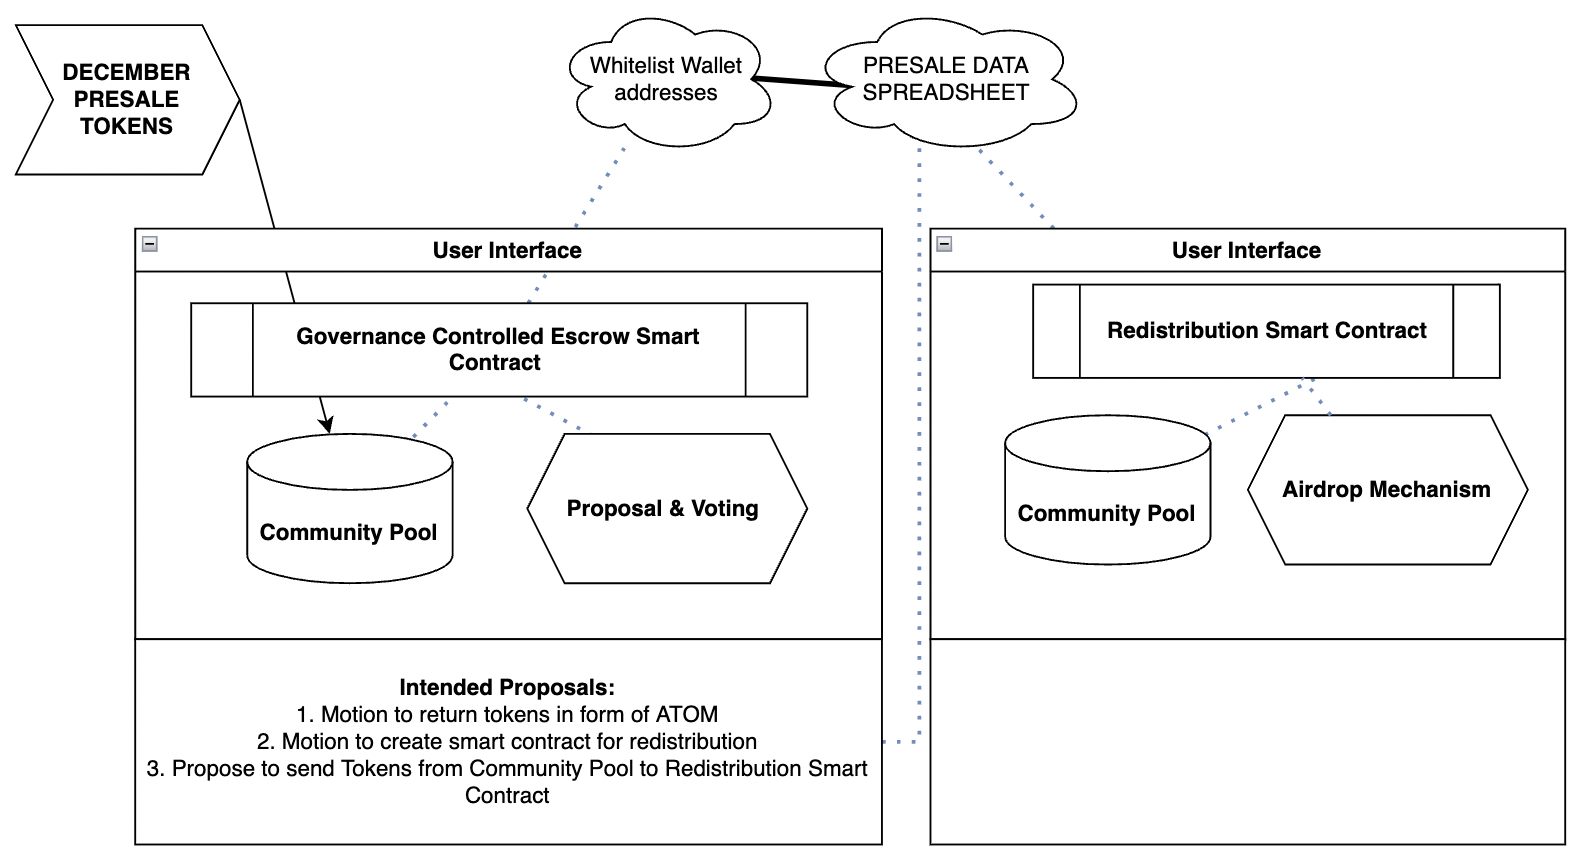 DECEMBER
PRESALE
TOKENS
Whitelist Wallet
addresses
PRESALE DATA
SPREADSHEET
User Interface
Governance Controlled Escrow Smart
Contract
Community Pool
Proposal & Voting
Intended Proposals:
1. Motion to return tokens in form of ATOM
2. Motion to create smart contract for redistribution
3. Propose to send Tokens from Community Pool to Redistribution Smart
Contract
User Interface
Redistribution Smart Contract
Community Pool
Airdrop Mechanism